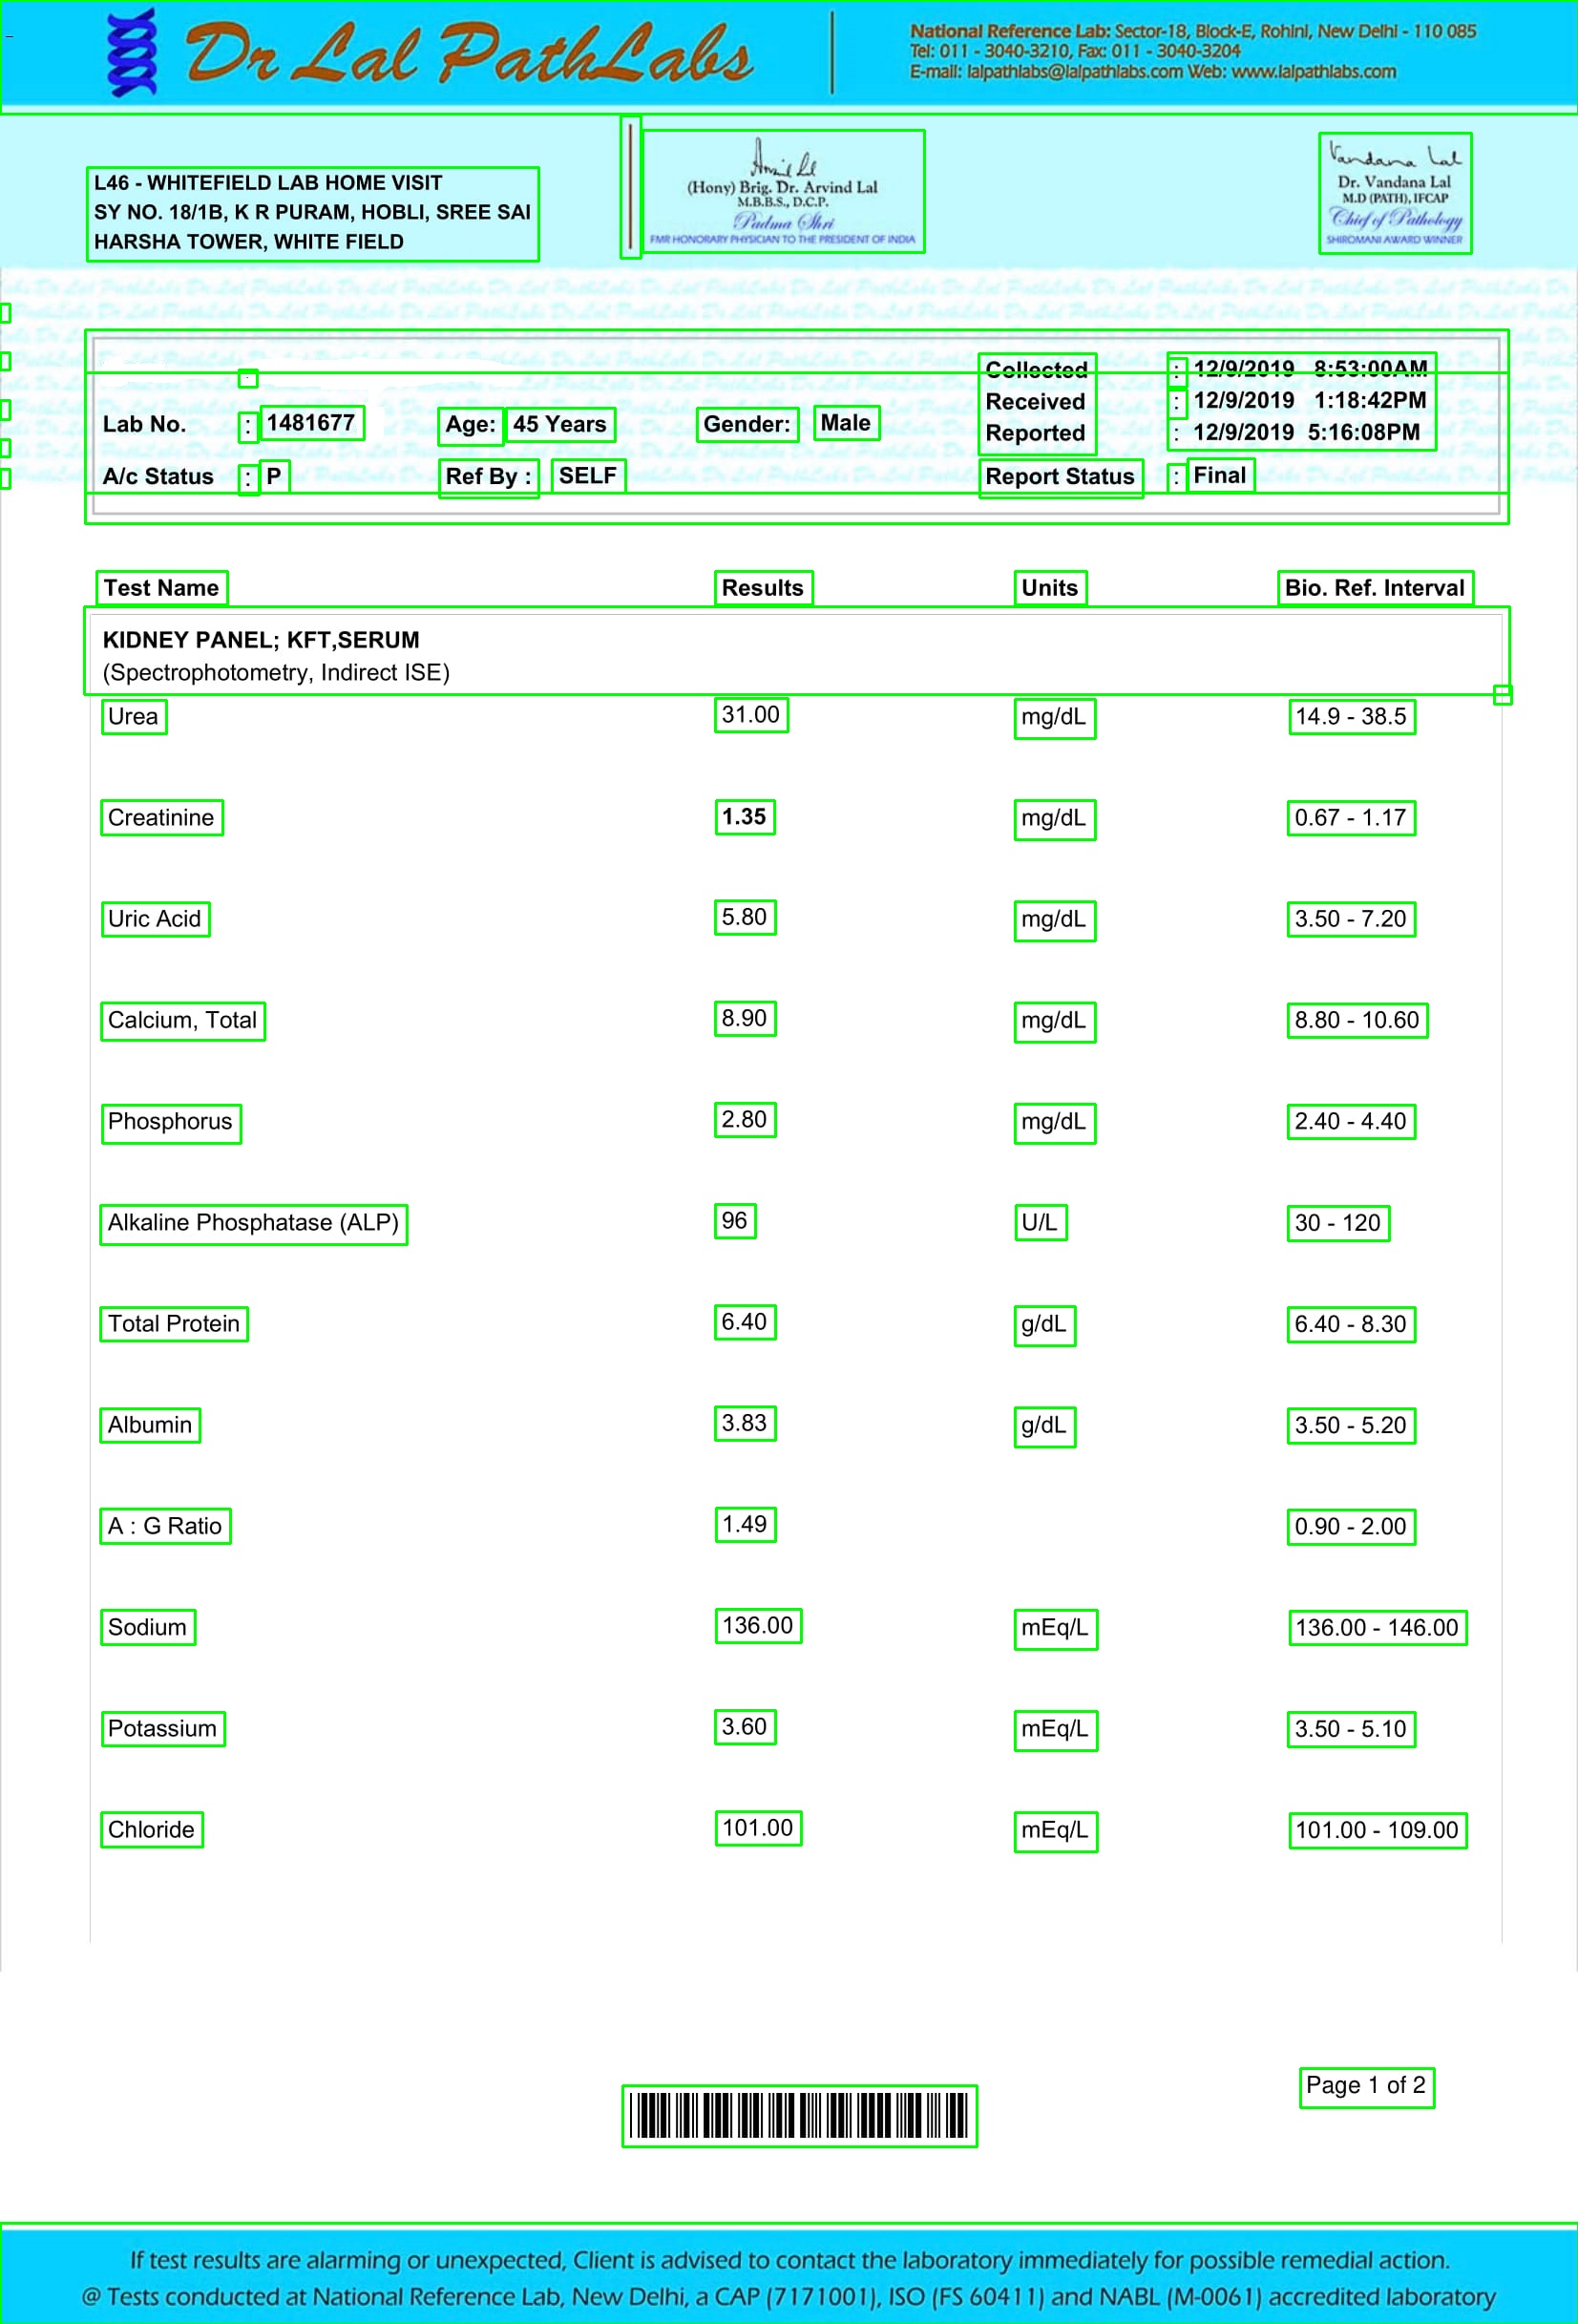 Dr Lal PathLabs
National Reference Lab: Sector-18, Block-E, Rohini, New Delhi - 110 085
Tel: 011 - 3040-3210, Fax: 011 - 3040-3204
E-mail: lalpathlabs@lalpathlabs.com Web: www.lalpathlabs.com
L46 - WHITEFIELD LAB HOME VISIT
SY NO. 18/1B, K R PURAM, HOBLI, SREE SAI
HARSHA TOWER, WHITE FIELD
(Hony) Brig. Dr. Arvind Lal
M.B.B.S., D.C.P.
Padma Shri
FMR HONORARY PHYSICIAN TO THE PRESIDENT OF INDIA
Vandana Lal
Dr. Vandana Lal
M.D (PATH), IFCAP
Chief of Pathology
SHIROMANI AWARD WINNER
Collected : 12/9/2019 8:53:00AM
Received : 12/9/2019 1:18:42PM
Lab No. : 1481677 Age: 45 Years Gender: Male
Reported : 12/9/2019 5:16:08PM
A/c Status : P Ref By : SELF Report Status : Final
Test Name Results Units Bio. Ref. Interval
KIDNEY PANEL; KFT,SERUM
(Spectrophotometry, Indirect ISE)
Urea 31.00 mg/dL 14.9 - 38.5
Creatinine 1.35 mg/dL 0.67 - 1.17
Uric Acid 5.80 mg/dL 3.50 - 7.20
Calcium, Total 8.90 mg/dL 8.80 - 10.60
Phosphorus 2.80 mg/dL 2.40 - 4.40
Alkaline Phosphatase (ALP) 96 U/L 30 - 120
Total Protein 6.40 g/dL 6.40 - 8.30
Albumin 3.83 g/dL 3.50 - 5.20
A : G Ratio 1.49 0.90 - 2.00
Sodium 136.00 mEq/L 136.00 - 146.00
Potassium 3.60 mEq/L 3.50 - 5.10
Chloride 101.00 mEq/L 101.00 - 109.00
Page 1 of 2
If test results are alarming or unexpected, Client is advised to contact the laboratory immediately for possible remedial action.
@ Tests conducted at National Reference Lab, New Delhi, a CAP (7171001), ISO (FS 60411) and NABL (M-0061) accredited laboratory